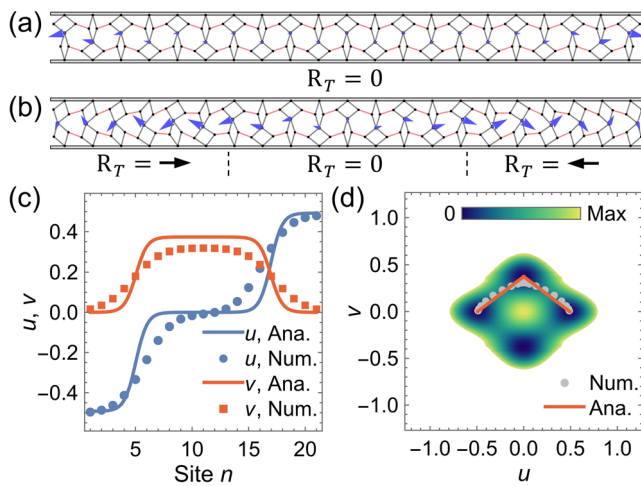 (a)
R_T = 0
(b)
R_T = → R_T = 0 R_T = ←
(c)
0.4
0.2
0.0
−0.2
−0.4
u, v
u, Ana.
u, Num.
v, Ana.
v, Num.
5 10 15 20
Site n
(d)
0 Max
1.0
0.5
0.0
−0.5
−1.0
v
Num.
Ana.
−1.0 −0.5 0.0 0.5 1.0
u